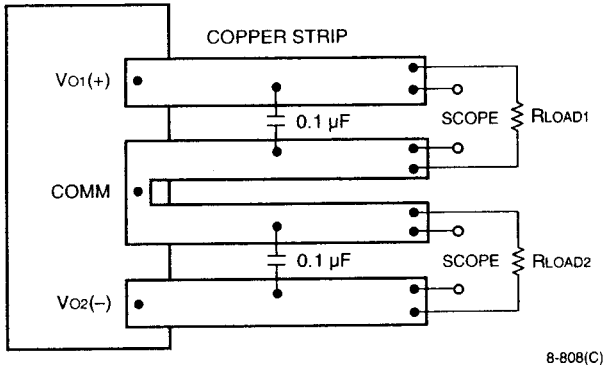 COPPER STRIP
VO1(+)
SCOPE
RLOAD1
0.1 µF
COMM
0.1 µF
SCOPE
RLOAD2
VO2(−)
8-808(C)